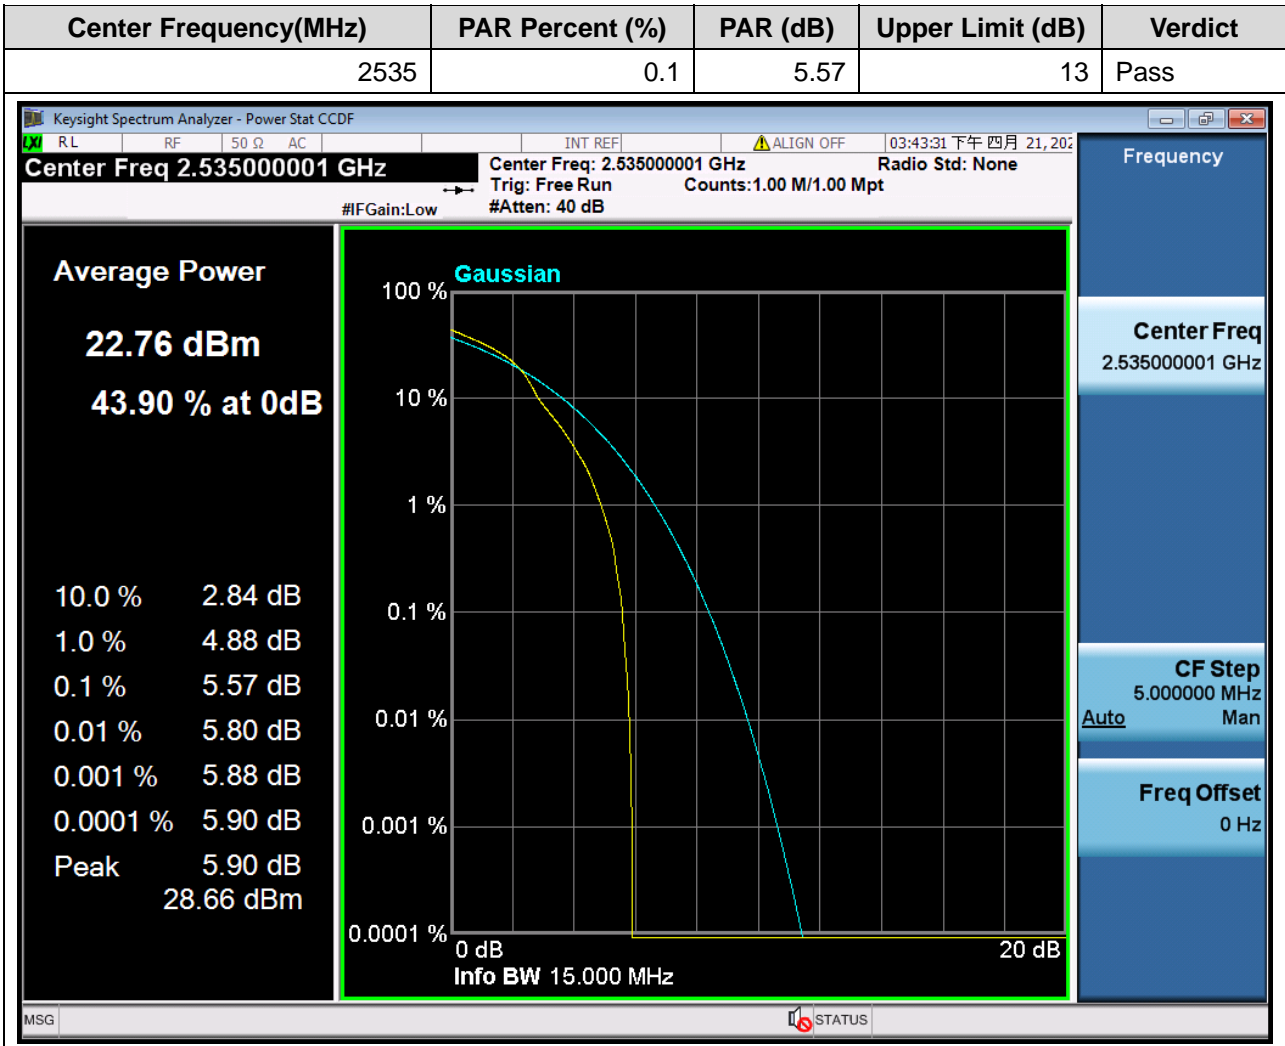 Center Frequency(MHz) PAR Percent (%) PAR (dB) Upper Limit (dB) Verdict
2535 0.1 5.57 13 Pass
Keysight Spectrum Analyzer - Power Stat CCDF
LXI RL RF 50 Ω AC INT REF ALIGN OFF 03:43:31 下午 四月 21, 202
Center Freq 2.535000001 GHz
Center Freq: 2.535000001 GHz Radio Std: None
Trig: Free Run Counts:1.00 M/1.00 Mpt
#IFGain:Low #Atten: 40 dB
Average Power
22.76 dBm
43.90 % at 0dB
10.0 % 2.84 dB
1.0 % 4.88 dB
0.1 % 5.57 dB
0.01 % 5.80 dB
0.001 % 5.88 dB
0.0001 % 5.90 dB
Peak 5.90 dB
28.66 dBm
Gaussian
100 %
10 %
1 %
0.1 %
0.01 %
0.001 %
0.0001 %
0 dB 20 dB
Info BW 15.000 MHz
Frequency
Center Freq
2.535000001 GHz
CF Step
5.000000 MHz
Auto Man
Freq Offset
0 Hz
MSG STATUS